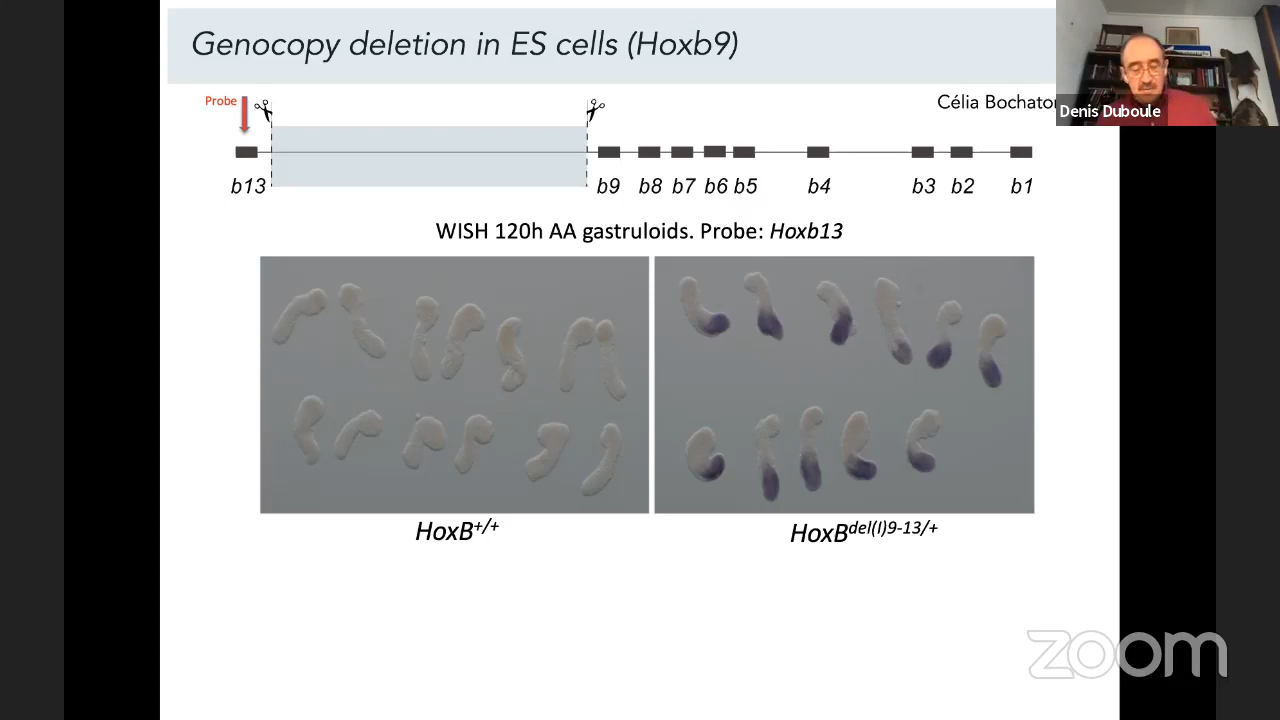 Genocopy deletion in ES cells (Hoxb9)
Probe
Célia Bochato
Denis Duboule
b13 b9 b8 b7 b6 b5 b4 b3 b2 b1
WISH 120h AA gastruloids. Probe: Hoxb13
HoxB+/+ HoxBdel(I)9-13/+
zoom